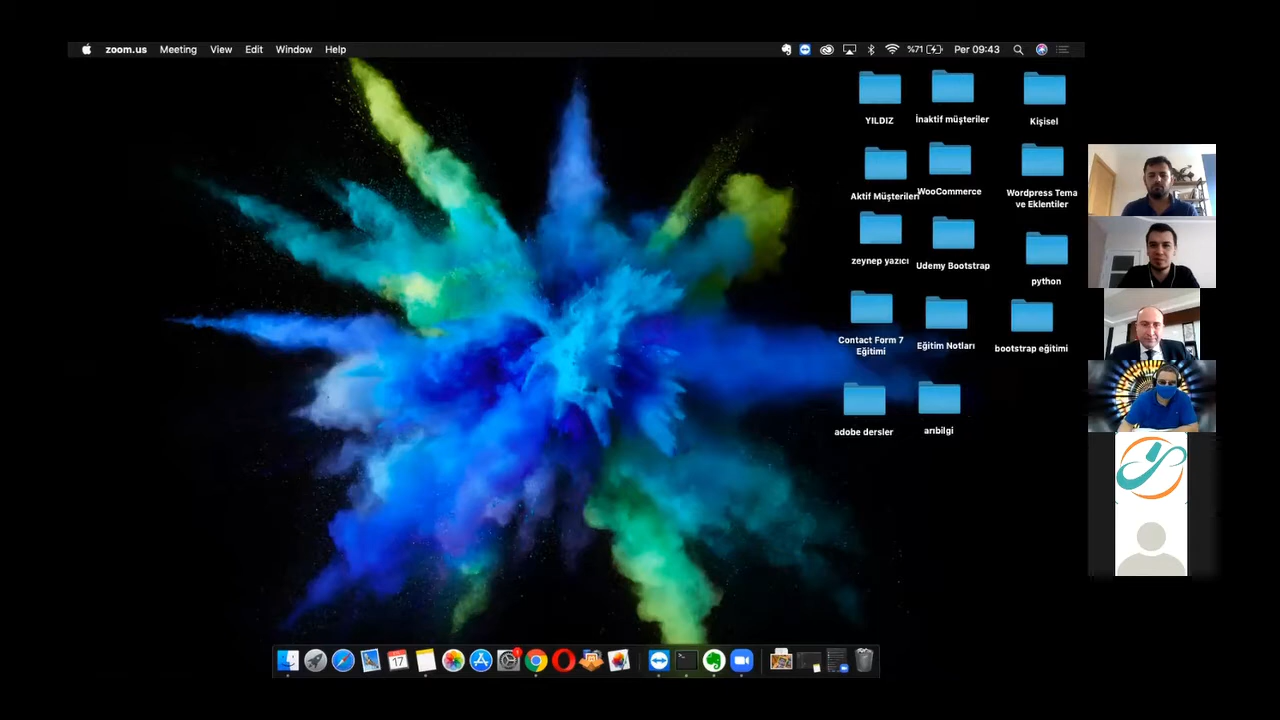 zoom.us Meeting View Edit Window Help
%71 Per 09:43
YILDIZ
İnaktif müşteriler
Kişisel
Aktif Müşterileri
WooCommerce
Wordpress Tema
ve Eklentiler
zeynep yazıcı
Udemy Bootstrap
python
Contact Form 7
Eğitimi
Eğitim Notları
bootstrap eğitimi
adobe dersler
arıbilgi
17